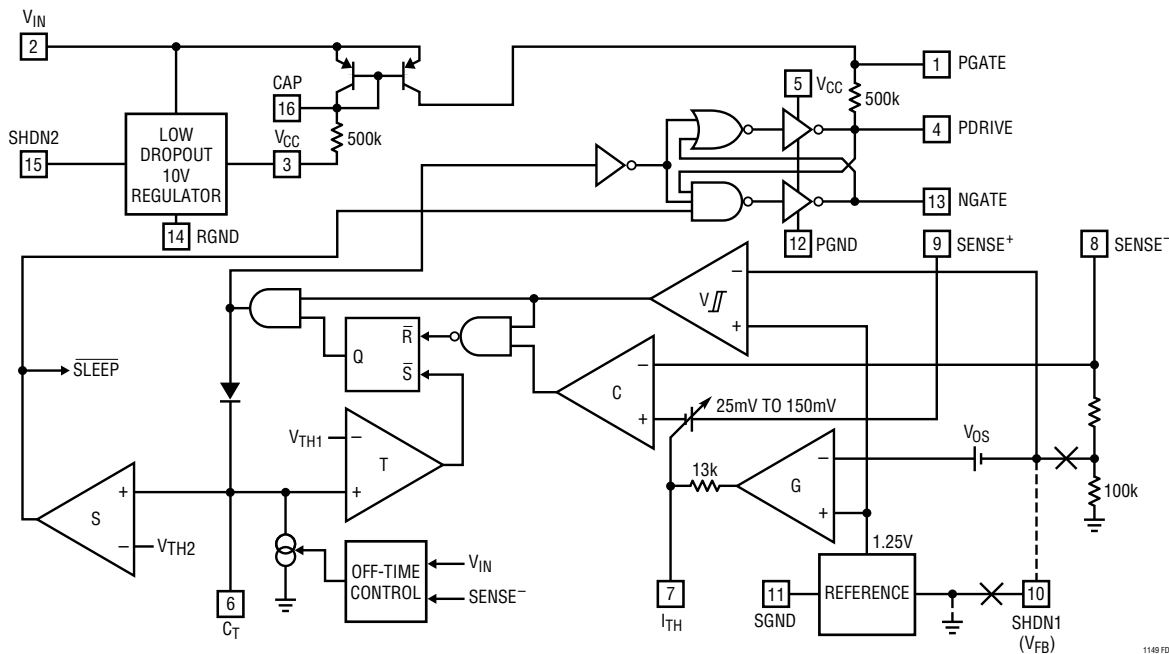 V_IN
2
CAP
16
V_CC
3
500k
SHDN2
15
LOW
DROPOUT
10V
REGULATOR
14 RGND
5 V_CC
12 PGND
500k
1 PGATE
4 PDRIVE
13 NGATE
9 SENSE+
8 SENSE−
V
C
25mV TO 150mV
R̅
Q
S̅
SLEEP
V_TH1
T
S
V_TH2
6
C_T
OFF-TIME
CONTROL
V_IN
SENSE−
13k
G
V_OS
100k
1.25V
7
I_TH
11
SGND
REFERENCE
10
SHDN1
(V_FB)
1149 FD